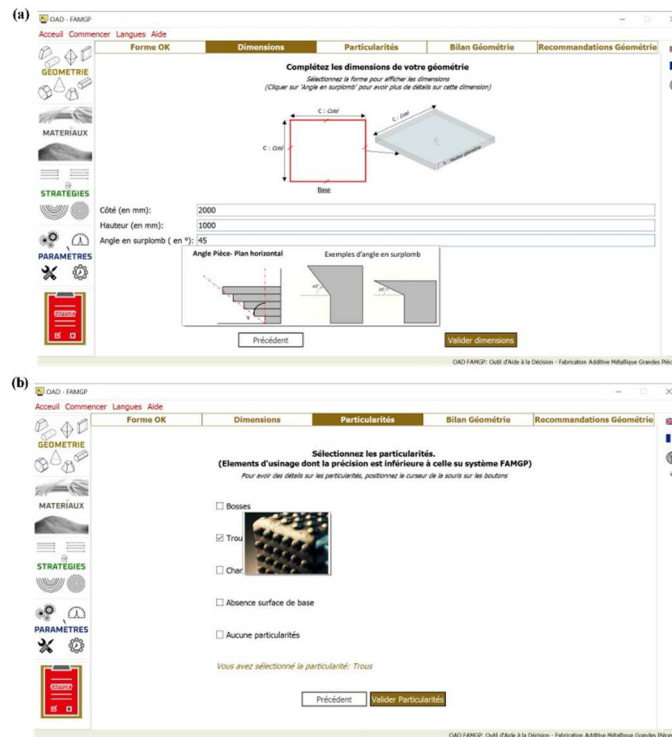 (a)
OAD - FAMGP
Acceuil Commencer Langues Aide
Forme OK Dimensions Particularités Bilan Géométrie Recommandations Géométrie
GÉOMETRIE
MATERIAUX
STRATEGIES
PARAMETRES
RAPPORT
Complétez les dimensions de votre géométrie
Sélectionnez la forme pour afficher les dimensions
(Cliquer sur 'Angle en surplomb' pour avoir plus de détails sur cette dimension)
C : Coté
C : Coté
C : Coté
Base
Côté (en mm): 2000
Hauteur (en mm): 1000
Angle en surplomb ( en °): 45
Angle Pièce- Plan horizontal
Exemples d'angle en surplomb
Précédent Valider dimensions
OAD FAMGP: Outil d'Aide à la Décision - Fabrication Additive Métallique Grandes Pièc
(b)
OAD - FAMGP
Acceuil Commencer Langues Aide
Forme OK Dimensions Particularités Bilan Géométrie Recommandations Géométrie
GÉOMETRIE
MATERIAUX
STRATEGIES
PARAMETRES
RAPPORT
Sélectionnez les particularités.
(Elements d'usinage dont la précision est inférieure à celle su système FAMGP)
Pour avoir des détails sur les particularités, positionnez le curseur de la souris sur les boutons
Bosses
Trou
Char
Absence surface de base
Aucune particularités
Vous avez sélectionné la particularité: Trous
Précédent Valider Particularités
OAD FAMGP: Outil d'Aide à la Décision - Fabrication Additive Métallique Grandes Pièce